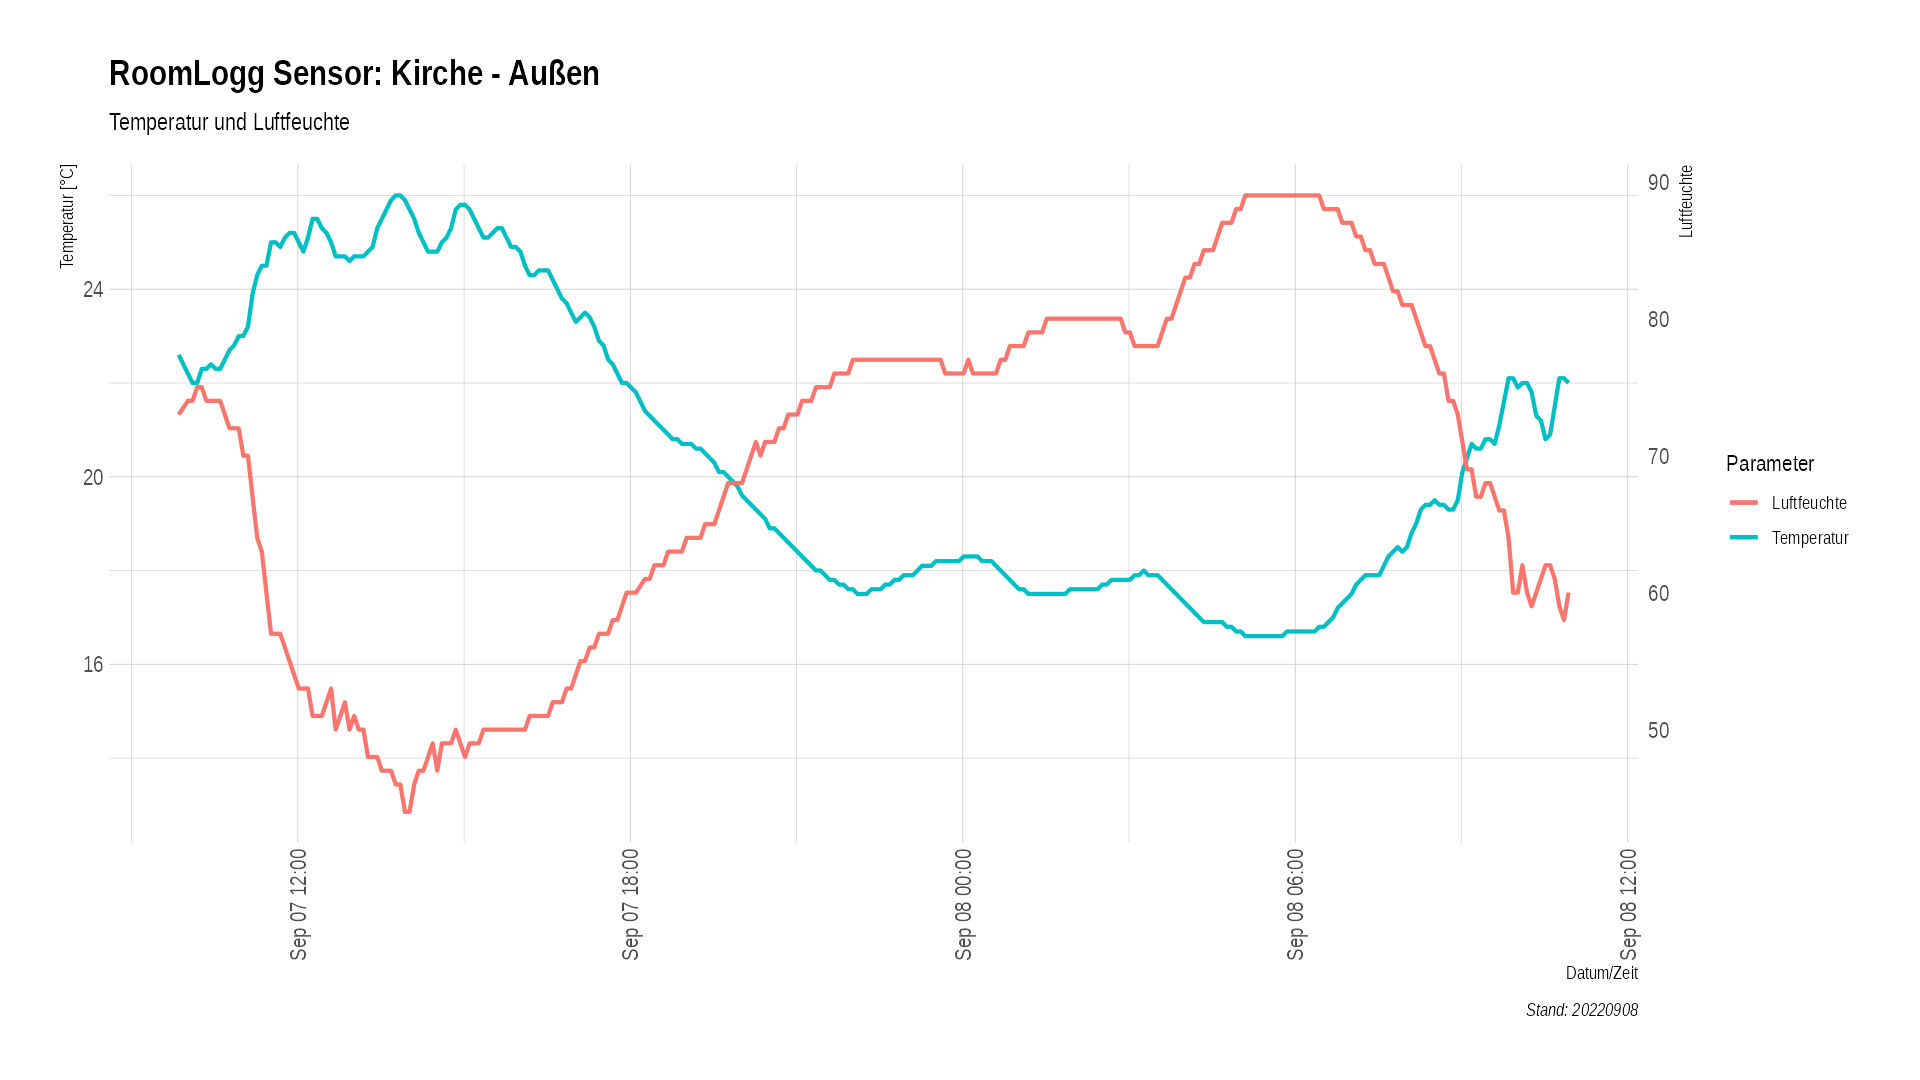 RoomLogg Sensor: Kirche - Außen
Temperatur und Luftfeuchte
Temperatur [°C]
24
20
16
90
80
70
60
50
Luftfeuchte
Sep 07 12:00
Sep 07 18:00
Sep 08 00:00
Sep 08 06:00
Sep 08 12:00
Datum/Zeit
Parameter
Luftfeuchte
Temperatur
Stand: 20220908